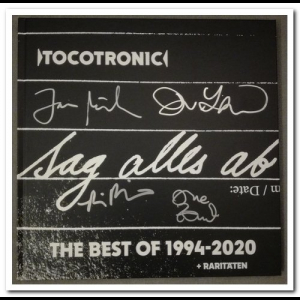 TOCOTRONIC
Sag alles ab
m / Date:
THE BEST OF 1994-2020
+ RARITÄTEN